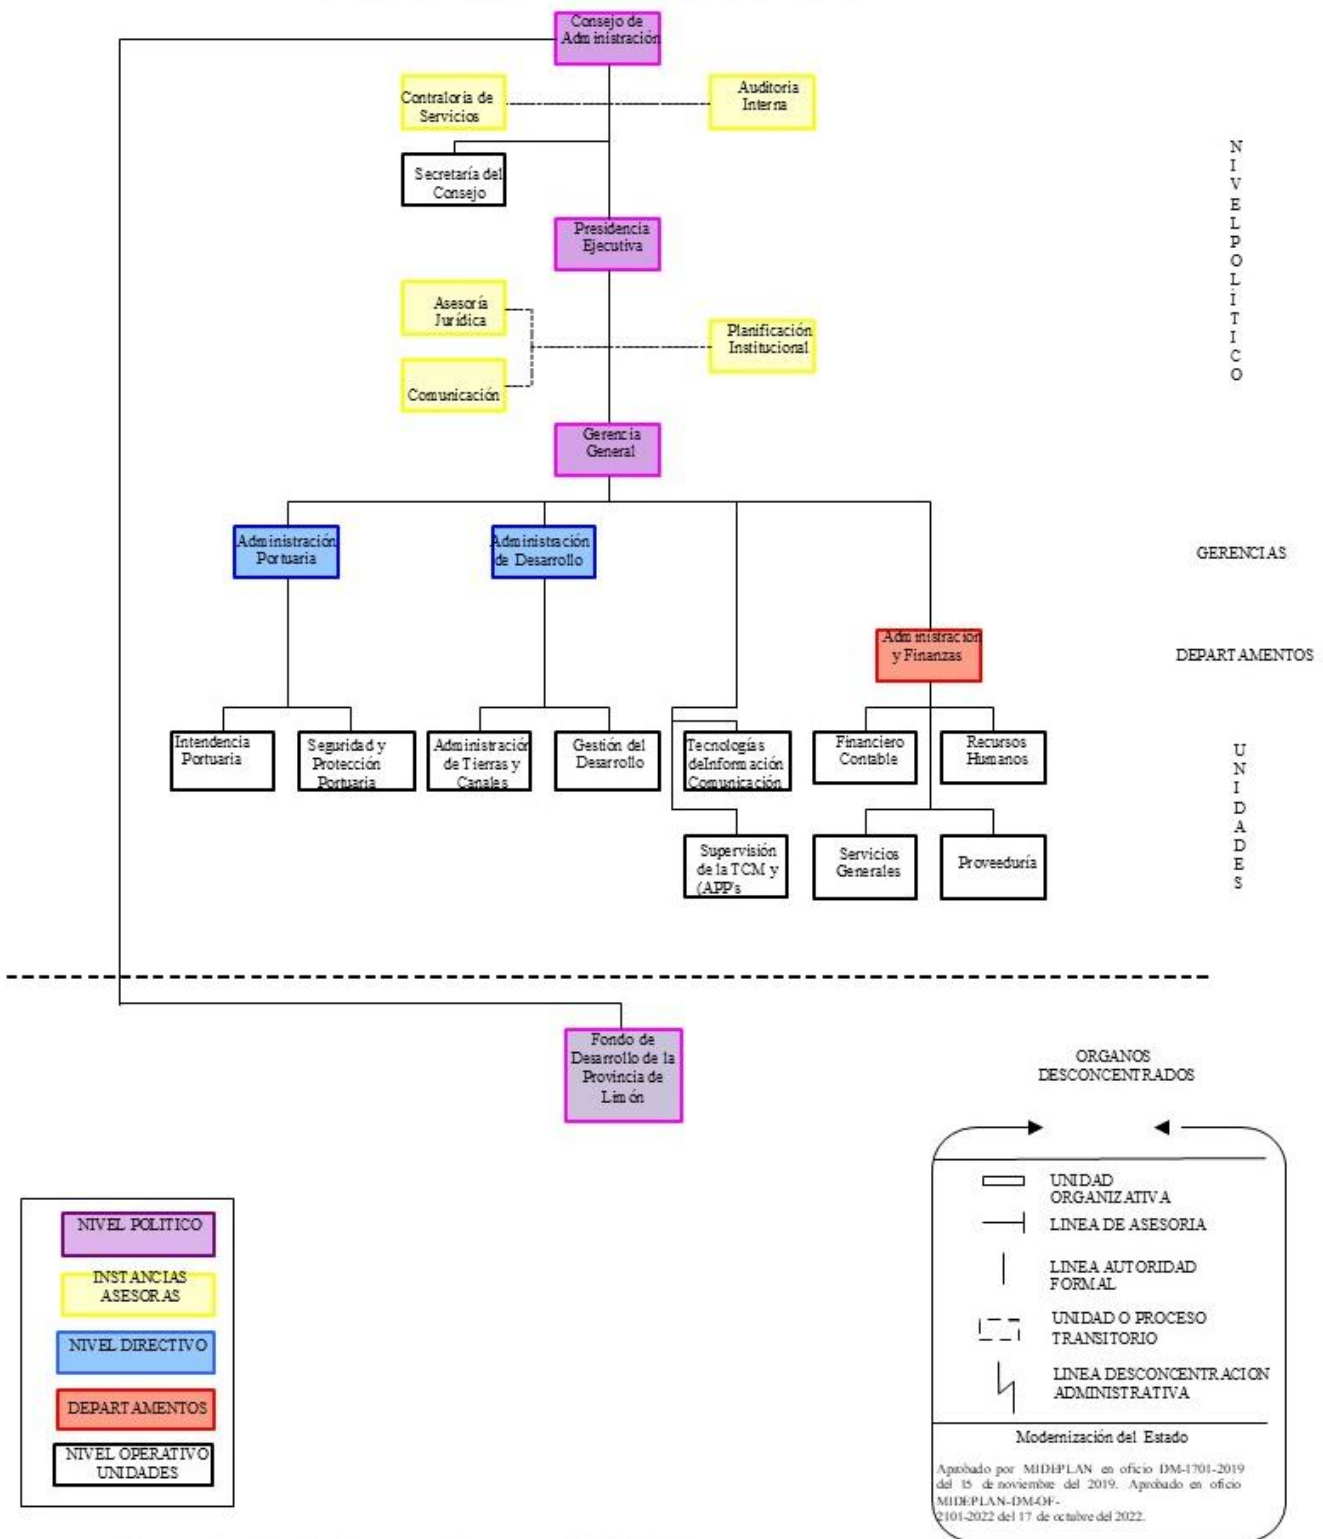 Consejo de
Administración
Contraloría de
Servicios
Auditoria
Interna
Secretaría del
Consejo
Presidencia
Ejecutiva
Asesoría
Jurídica
Planificación
Institucional
Comunicación
Gerencia
General
NIVEL POLÍTICO
Administración
Portuaria
Administración
de Desarrollo
GERENCIAS
Administración
y Finanzas
DEPARTAMENTOS
Intendencia
Portuaria
Seguridad y
Protección
Portuaria
Administración
de Tierras y
Canales
Gestión del
Desarrollo
Tecnologías
deInformación
Comunicación
Financiero
Contable
Recursos
Humanos
Supervisión
de la TCM y
(APP's
Servicios
Generales
Proveeduría
UNIDADES
Fondo de
Desarrollo de la
Provincia de
Limón
ORGANOS
DESCONCENTRADOS
NIVEL POLITICO
INSTANCIAS
ASESORAS
NIVEL DIRECTIVO
DEPARTAMENTOS
NIVEL OPERATIVO
UNIDADES
UNIDAD
ORGANIZATIVA
LINEA DE ASESORIA
LINEA AUTORIDAD
FORMAL
UNIDAD O PROCESO
TRANSITORIO
LINEA DESCONCENTRACION
ADMINISTRATIVA
Modernización del Estado
Aprobado por MIDEPLAN en oficio DM-1701-2019
del 15 de noviembre del 2019. Aprobado en oficio
MIDEPLAN-DM-OF-
2101-2022 del 17 de octubre del 2022.